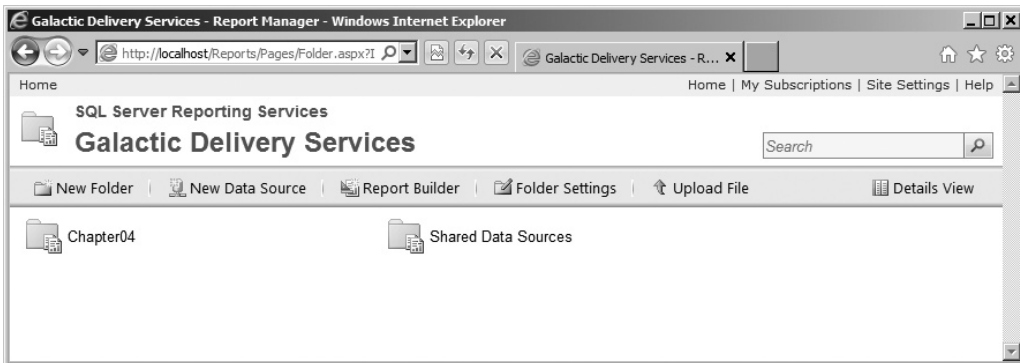 Galactic Delivery Services - Report Manager - Windows Internet Explorer
http://localhost/Reports/Pages/Folder.aspx?I
Galactic Delivery Services - R...
Home
Home | My Subscriptions | Site Settings | Help
SQL Server Reporting Services
Galactic Delivery Services
Search
New Folder | New Data Source | Report Builder | Folder Settings | Upload File Details View
Chapter04 Shared Data Sources